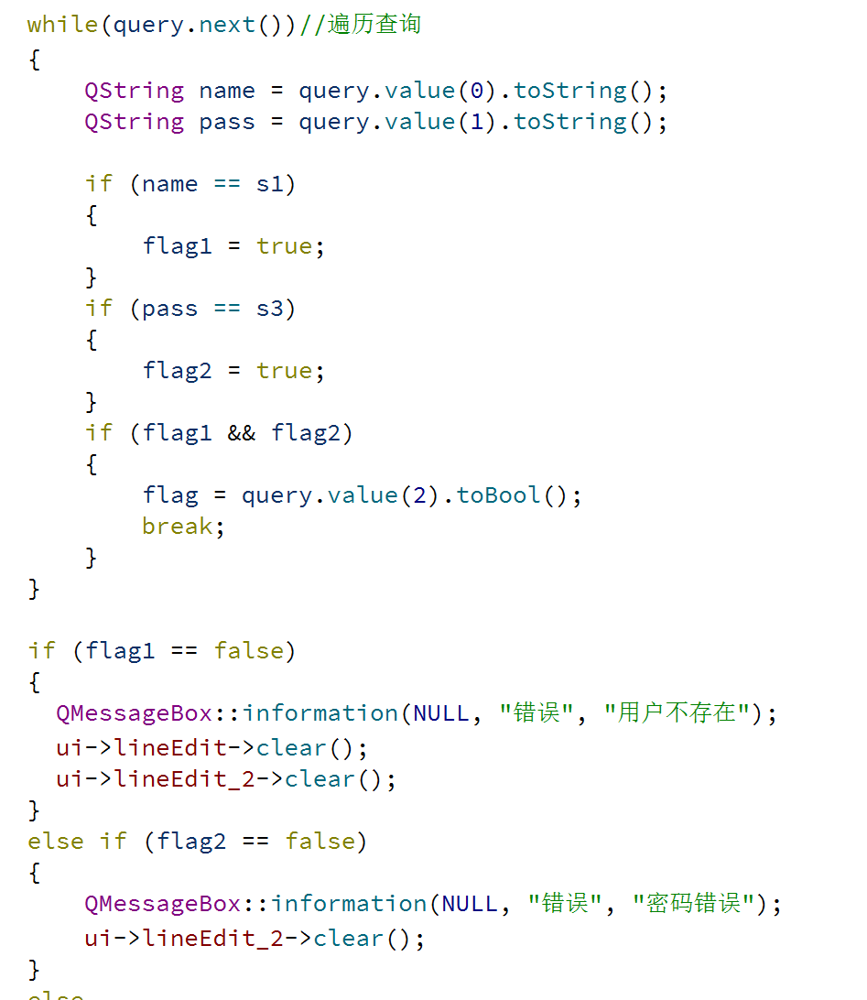 while(query.next())//遍历查询
{
    QString name = query.value(0).toString();
    QString pass = query.value(1).toString();

    if (name == s1)
    {
        flag1 = true;
    }
    if (pass == s3)
    {
        flag2 = true;
    }
    if (flag1 && flag2)
    {
        flag = query.value(2).toBool();
        break;
    }
}

if (flag1 == false)
{
  QMessageBox::information(NULL, "错误", "用户不存在");
  ui->lineEdit->clear();
  ui->lineEdit_2->clear();
}
else if (flag2 == false)
{
    QMessageBox::information(NULL, "错误", "密码错误");
    ui->lineEdit_2->clear();
}
else